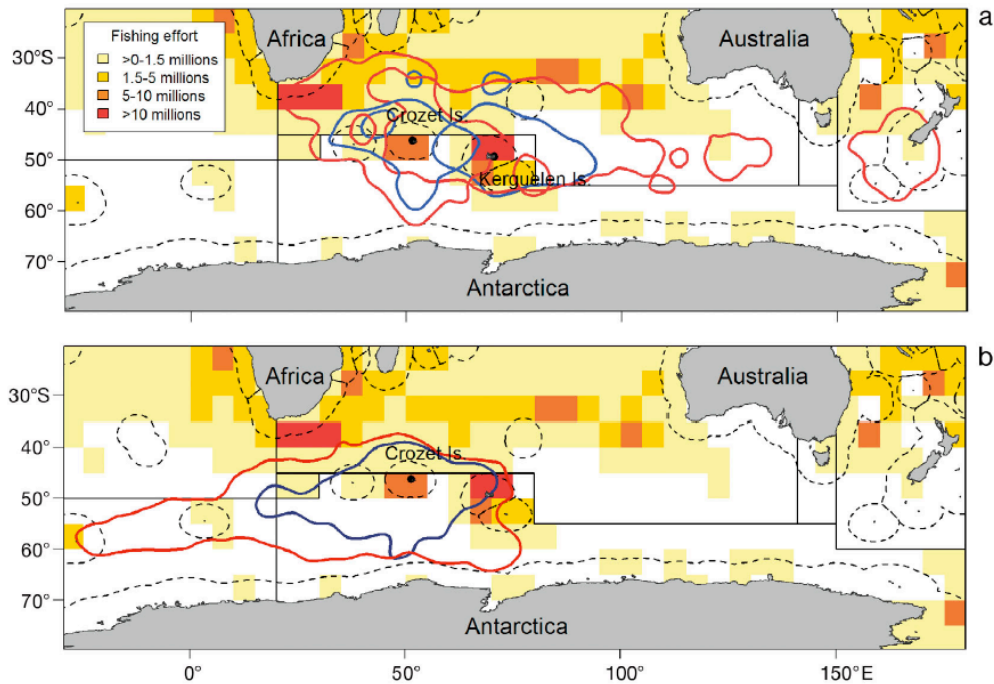 a
Africa
Australia
Fishing effort
>0-1.5 millions
1.5-5 millions
5-10 millions
>10 millions
30°S
40°
50°
60°
70°
Crozet Is.
Kerguelen Is.
Antarctica
b
Africa
Australia
30°S
40°
50°
60°
70°
Crozet Is.
Antarctica
0°
50°
100°
150°E